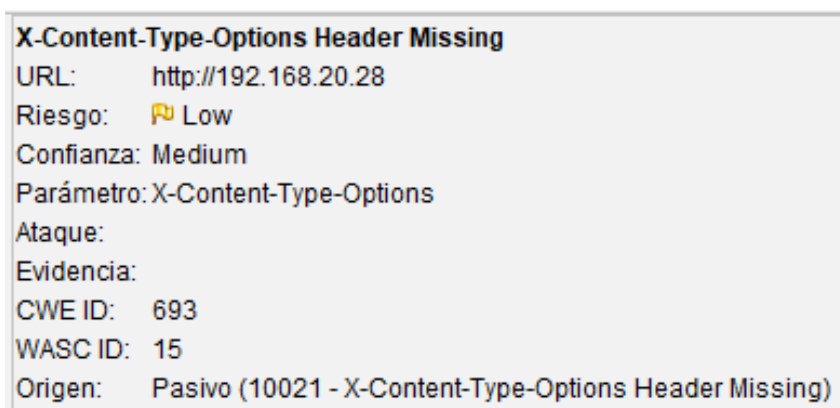 X-Content-Type-Options Header Missing
URL: http://192.168.20.28
Riesgo: Low
Confianza: Medium
Parámetro: X-Content-Type-Options
Ataque:
Evidencia:
CWE ID: 693
WASC ID: 15
Origen: Pasivo (10021 - X-Content-Type-Options Header Missing)